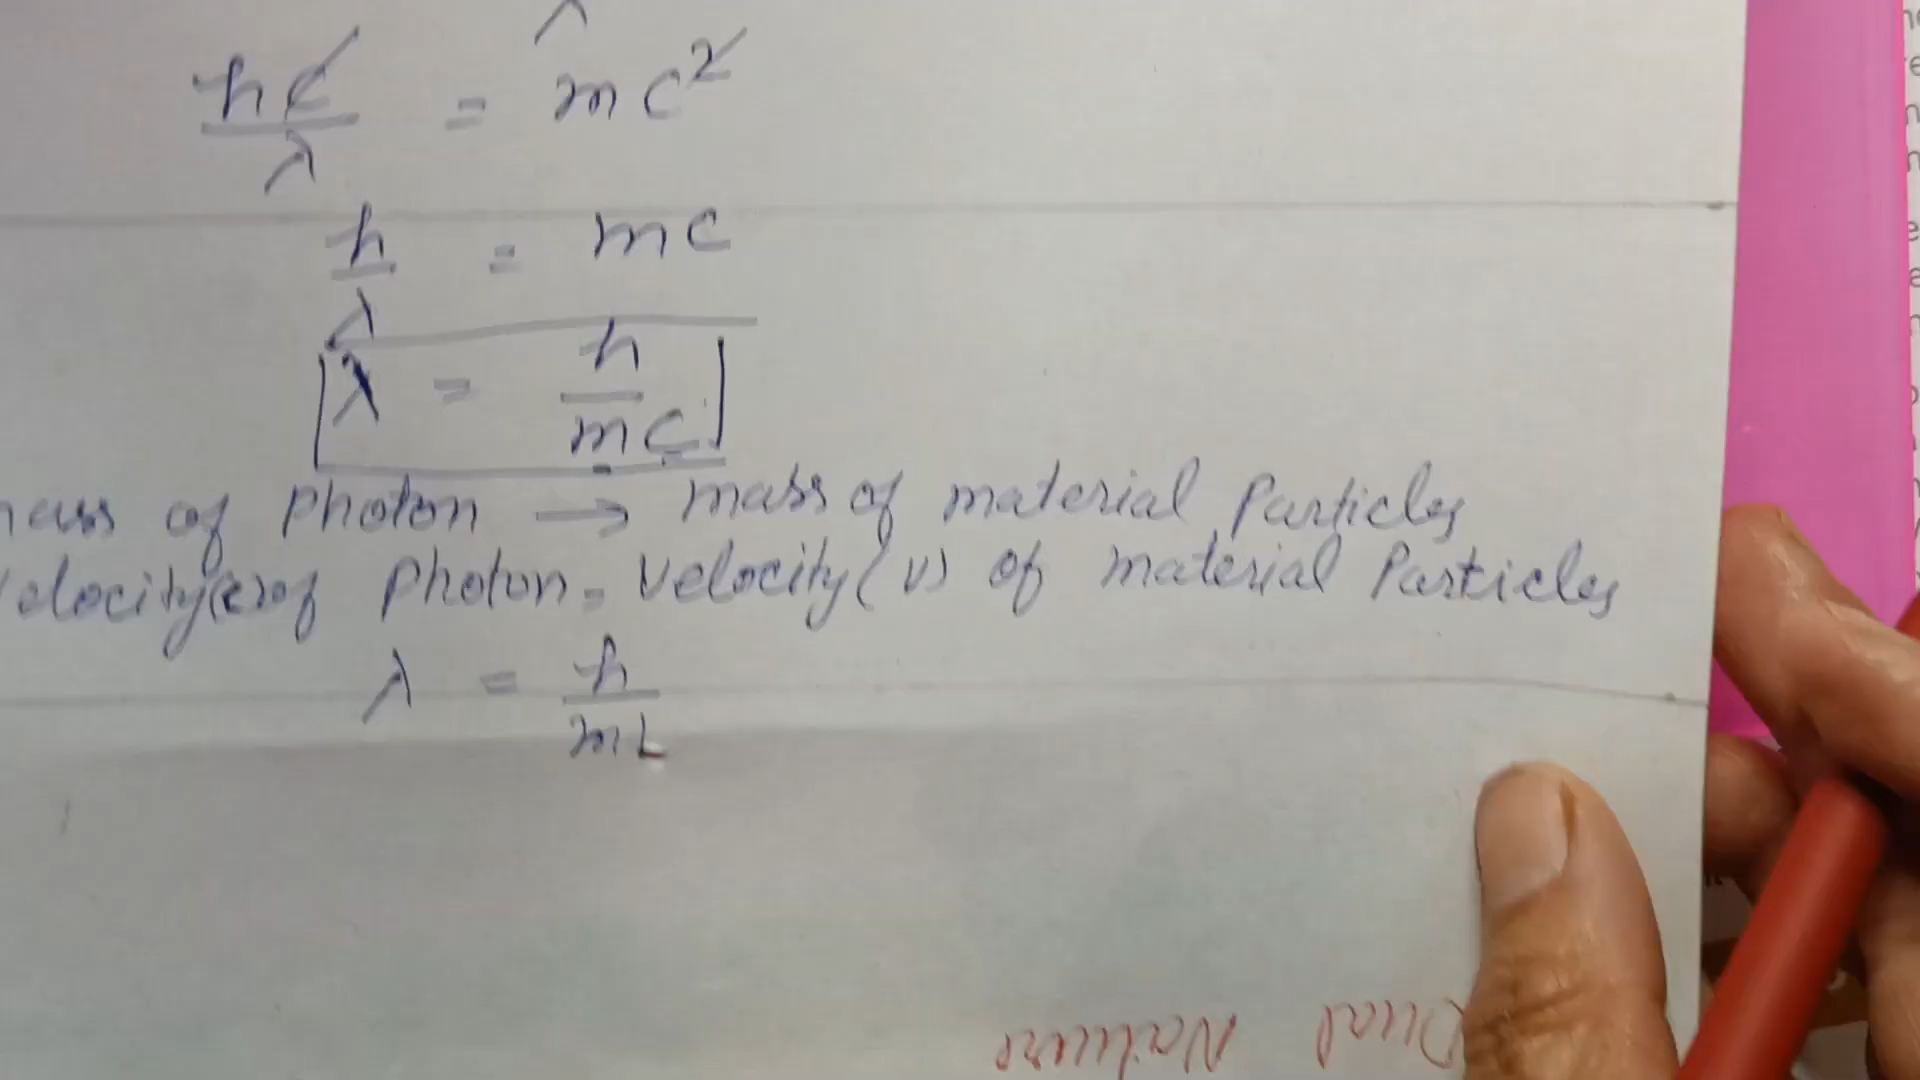 hc/λ = mc²
h/λ = mc
λ = h/mc
mass of photon → mass of material Particles
Velocity(c) of photon = Velocity(v) of material Particles
λ = h/m
Dual Nature